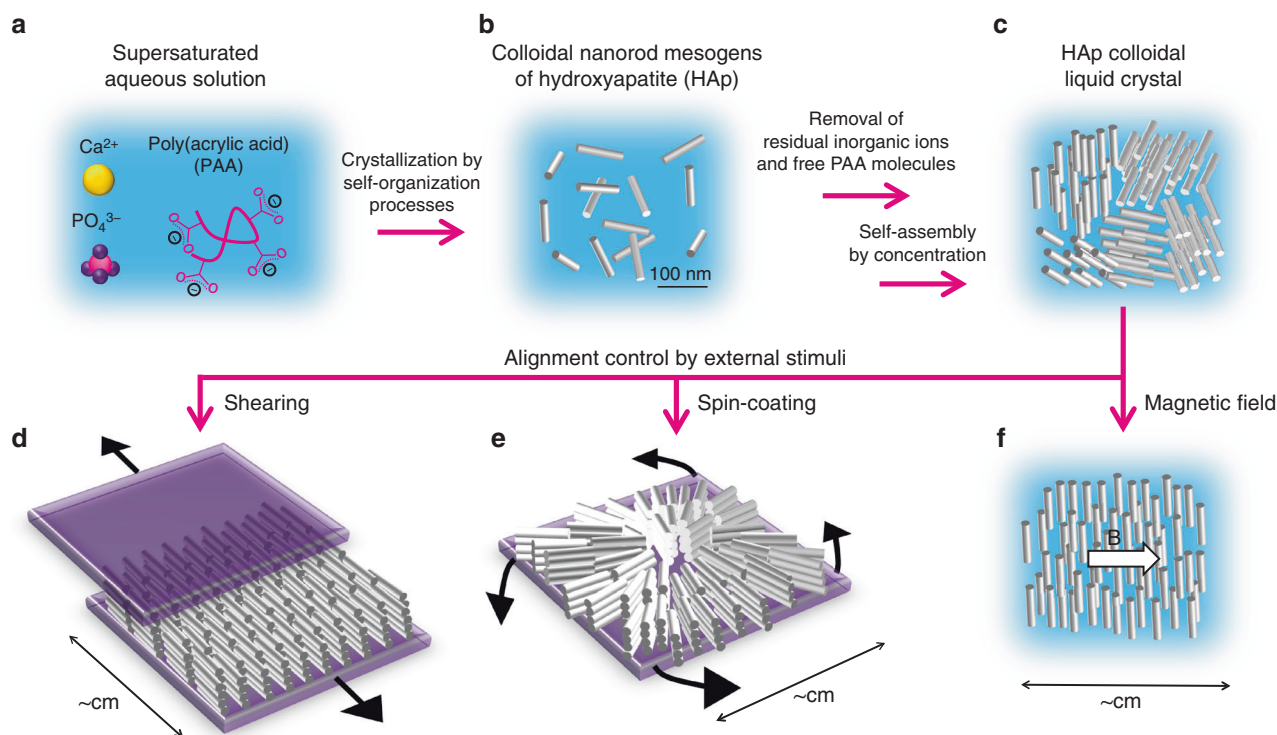 a
Supersaturated
aqueous solution
Ca²⁺
Poly(acrylic acid)
(PAA)
PO₄³⁻
Crystallization by
self-organization
processes
b
Colloidal nanorod mesogens
of hydroxyapatite (HAp)
100 nm
Removal of
residual inorganic ions
and free PAA molecules
Self-assembly
by concentration
c
HAp colloidal
liquid crystal
Alignment control by external stimuli
Shearing
Spin-coating
Magnetic field
d
~cm
e
~cm
f
B
~cm